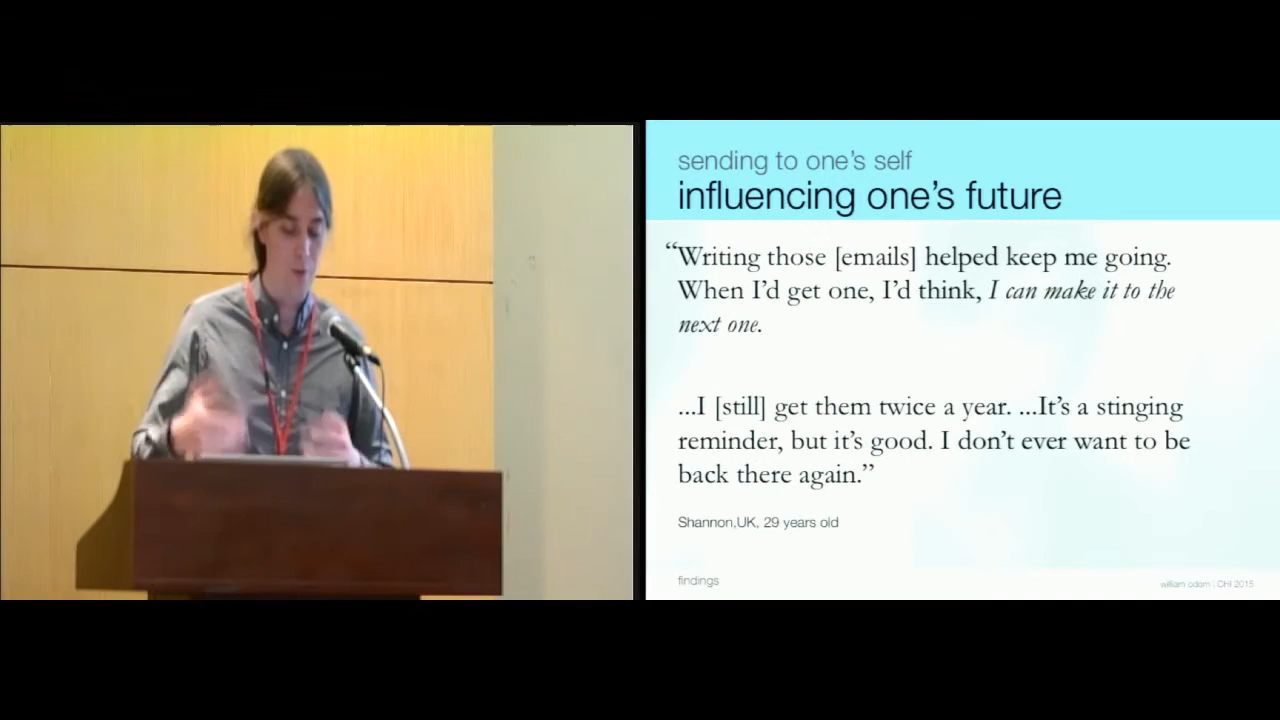 sending to one's self
influencing one's future
“Writing those [emails] helped keep me going.
When I'd get one, I'd think, I can make it to the
next one.
...I [still] get them twice a year. ...It's a stinging
reminder, but it's good. I don't ever want to be
back there again.”
Shannon,UK, 29 years old
findings
william odom | CHI 2015